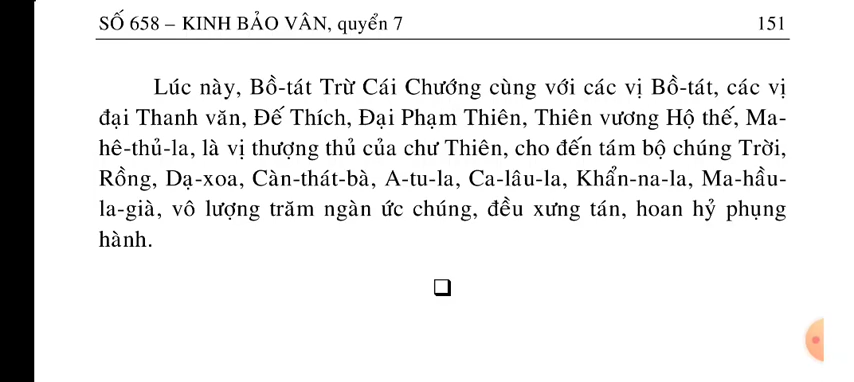 SỐ 658 – KINH BẢO VÂN, quyển 7 151
Lúc này, Bồ-tát Trừ Cái Chướng cùng với các vị Bồ-tát, các vị
đại Thanh văn, Đế Thích, Đại Phạm Thiên, Thiên vương Hộ thế, Ma-
hê-thủ-la, là vị thượng thủ của chư Thiên, cho đến tám bộ chúng Trời,
Rồng, Dạ-xoa, Càn-thát-bà, A-tu-la, Ca-lâu-la, Khẩn-na-la, Ma-hầu-
la-già, vô lượng trăm ngàn ức chúng, đều xưng tán, hoan hỷ phụng
hành.